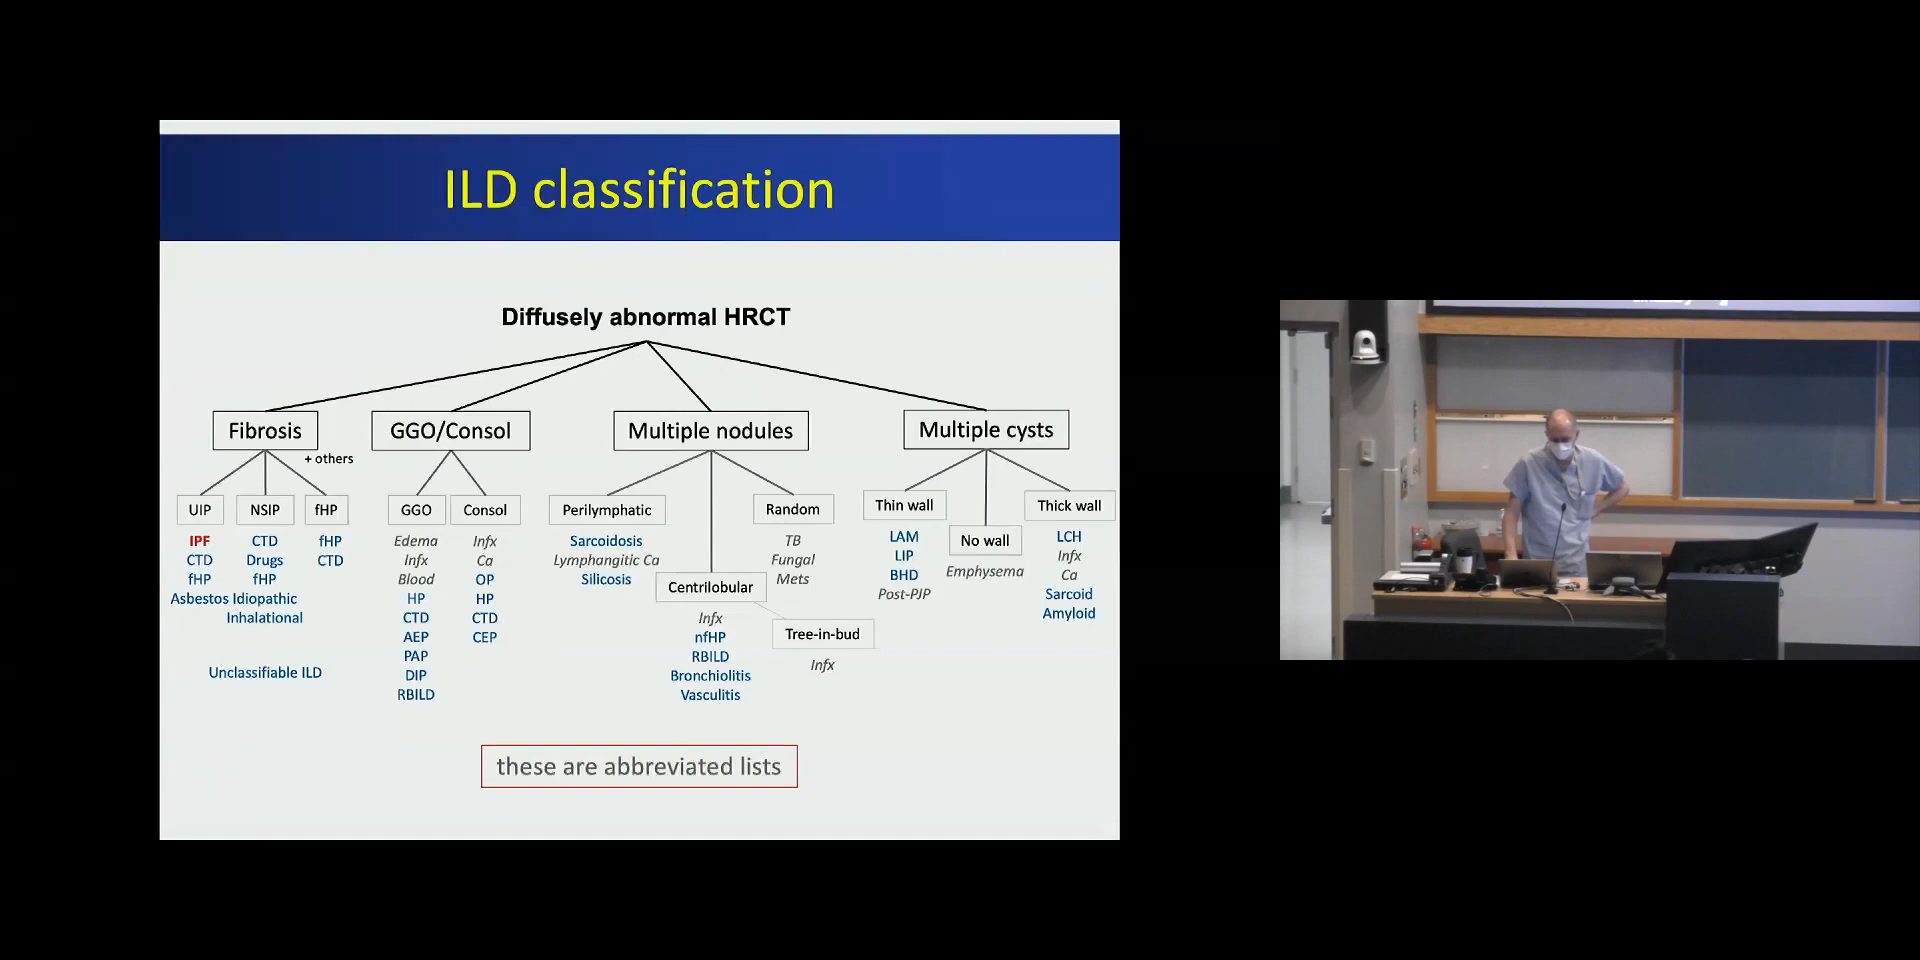 ILD classification
Diffusely abnormal HRCT
Fibrosis
+ others
UIP
IPF
CTD
fHP
Asbestos
NSIP
CTD
Drugs
fHP
Idiopathic
Inhalational
fHP
fHP
CTD
Unclassifiable ILD
GGO/Consol
GGO
Edema
Infx
Blood
HP
CTD
AEP
PAP
DIP
RBILD
Consol
Infx
Ca
OP
HP
CTD
CEP
Multiple nodules
Perilymphatic
Sarcoidosis
Lymphangitic Ca
Silicosis
Centrilobular
Infx
nfHP
RBILD
Bronchiolitis
Vasculitis
Tree-in-bud
Infx
Random
TB
Fungal
Mets
Multiple cysts
Thin wall
LAM
LIP
BHD
Post-PJP
No wall
Emphysema
Thick wall
LCH
Infx
Ca
Sarcoid
Amyloid
these are abbreviated lists